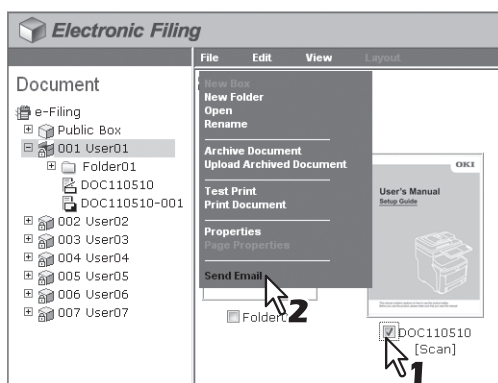 Electronic Filing
File Edit View Layout
Document
e-Filing
Public Box
001 User01
Folder01
DOC110510
DOC110510-001
002 User02
003 User03
004 User04
005 User05
006 User06
007 User07
New Box
New Folder
Open
Rename
Archive Document
Upload Archived Document
Test Print
Print Document
Properties
Page Properties
Send Email
2
Folder
OKI
User's Manual
Setup Guide
DOC110510
[Scan]
1